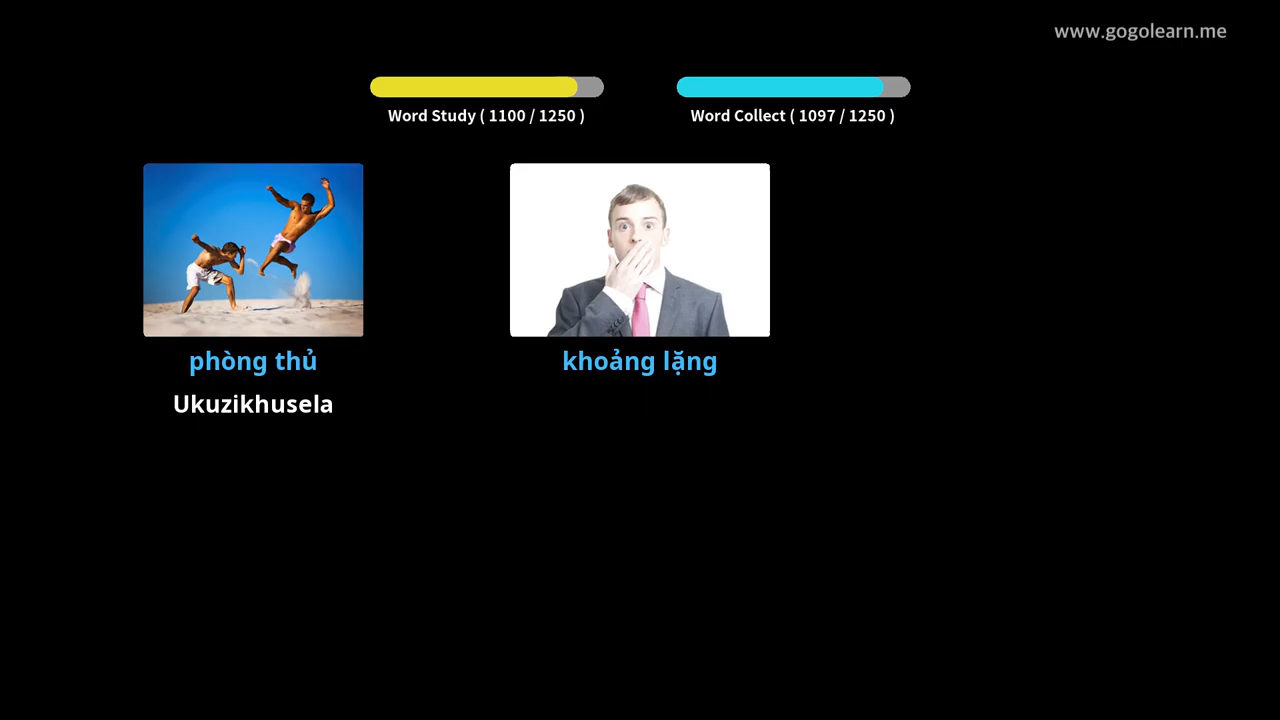 www.gogolearn.me
Word Study ( 1100 / 1250 )
Word Collect ( 1097 / 1250 )
phòng thủ
khoảng lặng
Ukuzikhusela